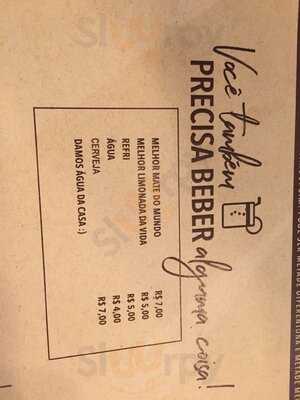 Você também
PRECISA BEBER
alguma coisa!
MELHOR MATE DO MUNDO R$ 7,00
MELHOR LIMONADA DA VIDA R$ 5,00
REFRI R$ 5,00
ÁGUA R$ 4,00
CERVEJA R$ 7,00
DAMOS ÁGUA DA CASA :)